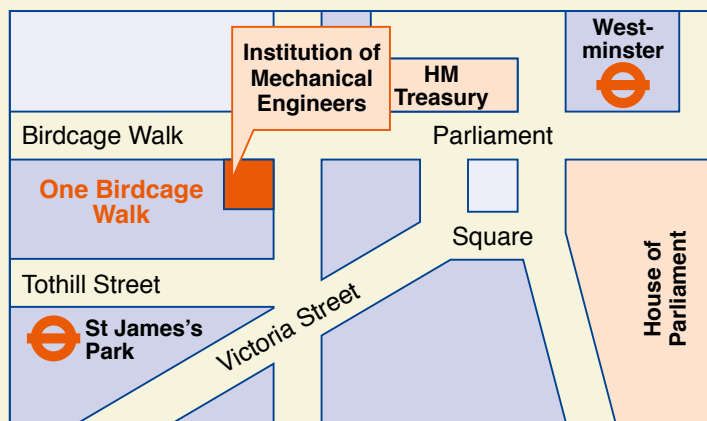 West-
minster
Institution of
Mechanical
Engineers
HM
Treasury
Birdcage Walk
Parliament
One Birdcage
Walk
Square
House of
Parliament
Tothill Street
Victoria Street
St James's
Park